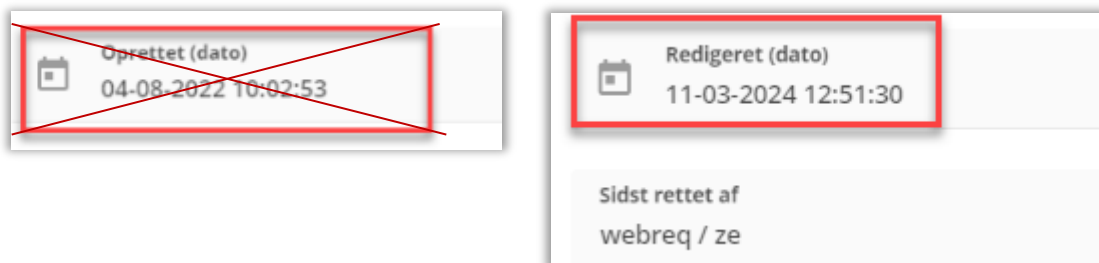 Oprettet (dato)
04-08-2022 10:02:53
Redigeret (dato)
11-03-2024 12:51:30
Sidst rettet af
webreq / ze